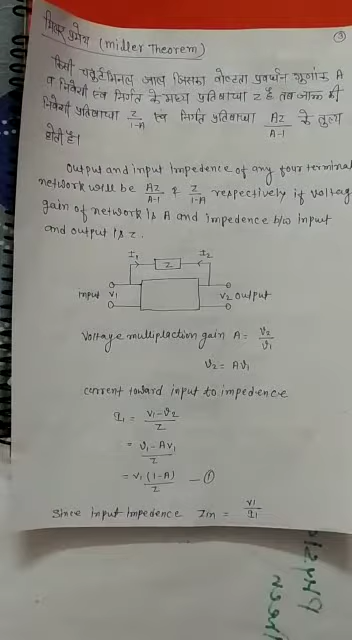 मिलर प्रमेय (midler Theorem)
③
किसी चतुर्टर्मिनल जाल जिसका वोल्टता प्रवर्धन गुणांक A
व निवेशी एवं निर्गत के मध्य प्रतिबाधा Z है तब जाल की
निवेशी प्रतिबाधा Z/1-A एवं निर्गत प्रतिबाधा AZ/A-1 के तुल्य
होती है।
Output and input impedence of any four terminal
network will be AZ/A-1 & Z/1-A respectively if voltage
gain of network is A and impedence b/w input
and output is z.
I₁ Z I₂
input V₁ V₂ output
Voltage multiplaction gain A = V₂/V₁
V₂ = AV₁
current toward input to impedence
I₁ = V₁-V₂/Z
= V₁-AV₁/Z
= V₁(1-A)/Z — ①
Since input Impedence Zin = V₁/I₁